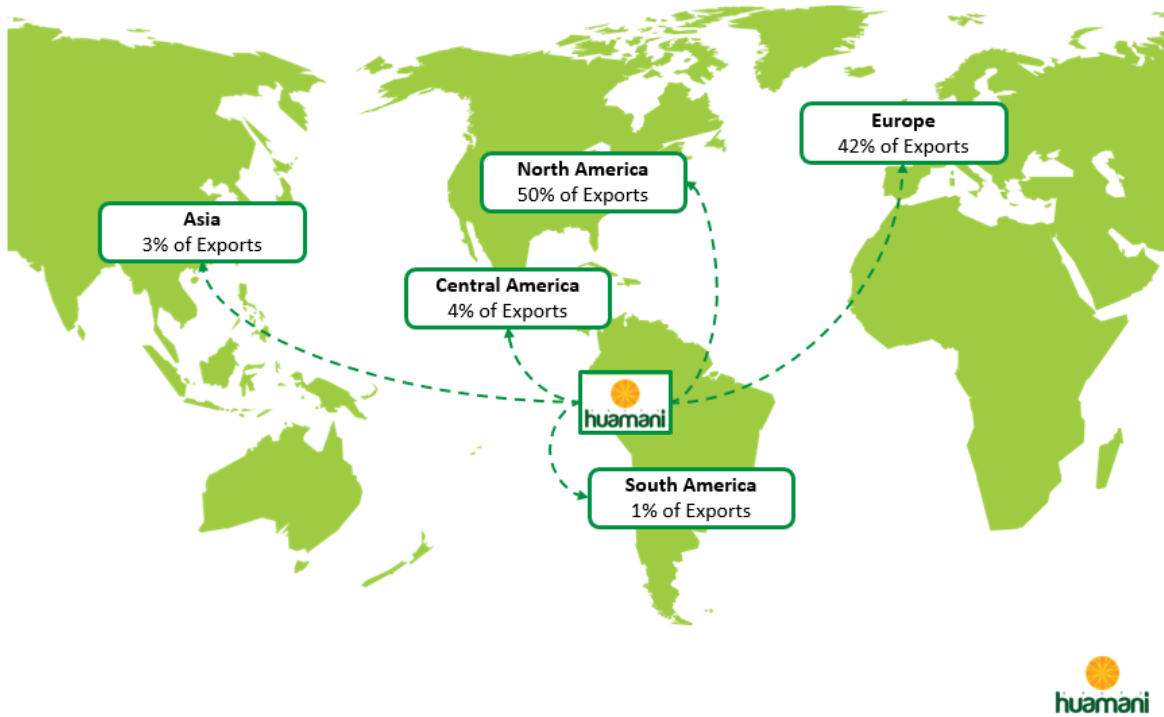 Europe
42% of Exports
North America
50% of Exports
Asia
3% of Exports
Central America
4% of Exports
huamani
South America
1% of Exports
huamani